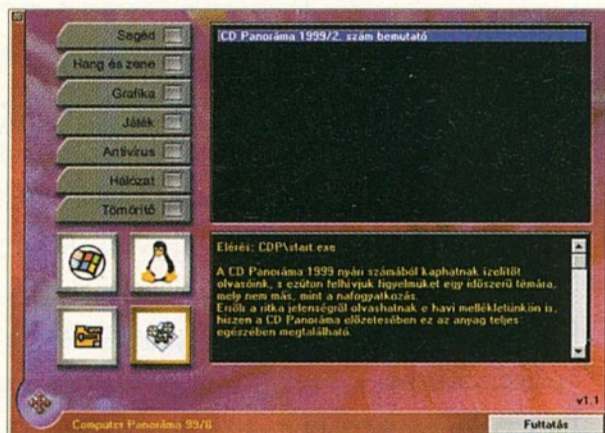 Segéd
Hang és zene
Grafika
Játék
Antivírus
Hálózat
Tömörítő
CD Panoráma 1999/2. szám bemutató
Elérés: CDP\start.exe
A CD Panoráma 1999 nyári számából kaphatnak ízelítőt
olvasóink, s ezúton felhívjuk figyelmüket egy időszerű témára,
mely nem más, mint a nafogyatkozás.
Erről a ritka jelenségről olvashatnak e havi mellékletünkön is,
hiszen a CD Panoráma előzetesében ez az anyag teljes
egészében megtalálható.
v1.1
Computer Panoráma 99/6
Futtatás